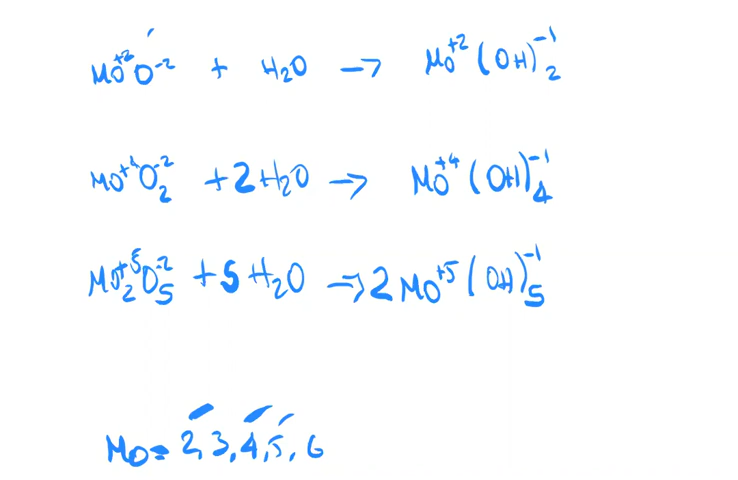 Mo⁺²O⁻² + H₂O → Mo⁺²(OH)₂⁻¹
Mo⁺⁴O₂⁻² + 2H₂O → Mo⁺⁴(OH)₄⁻¹
Mo₂⁺⁵O₅⁻² + 5H₂O → 2Mo⁺⁵(OH)₅⁻¹
Mo = 2, 3, 4, 5, 6